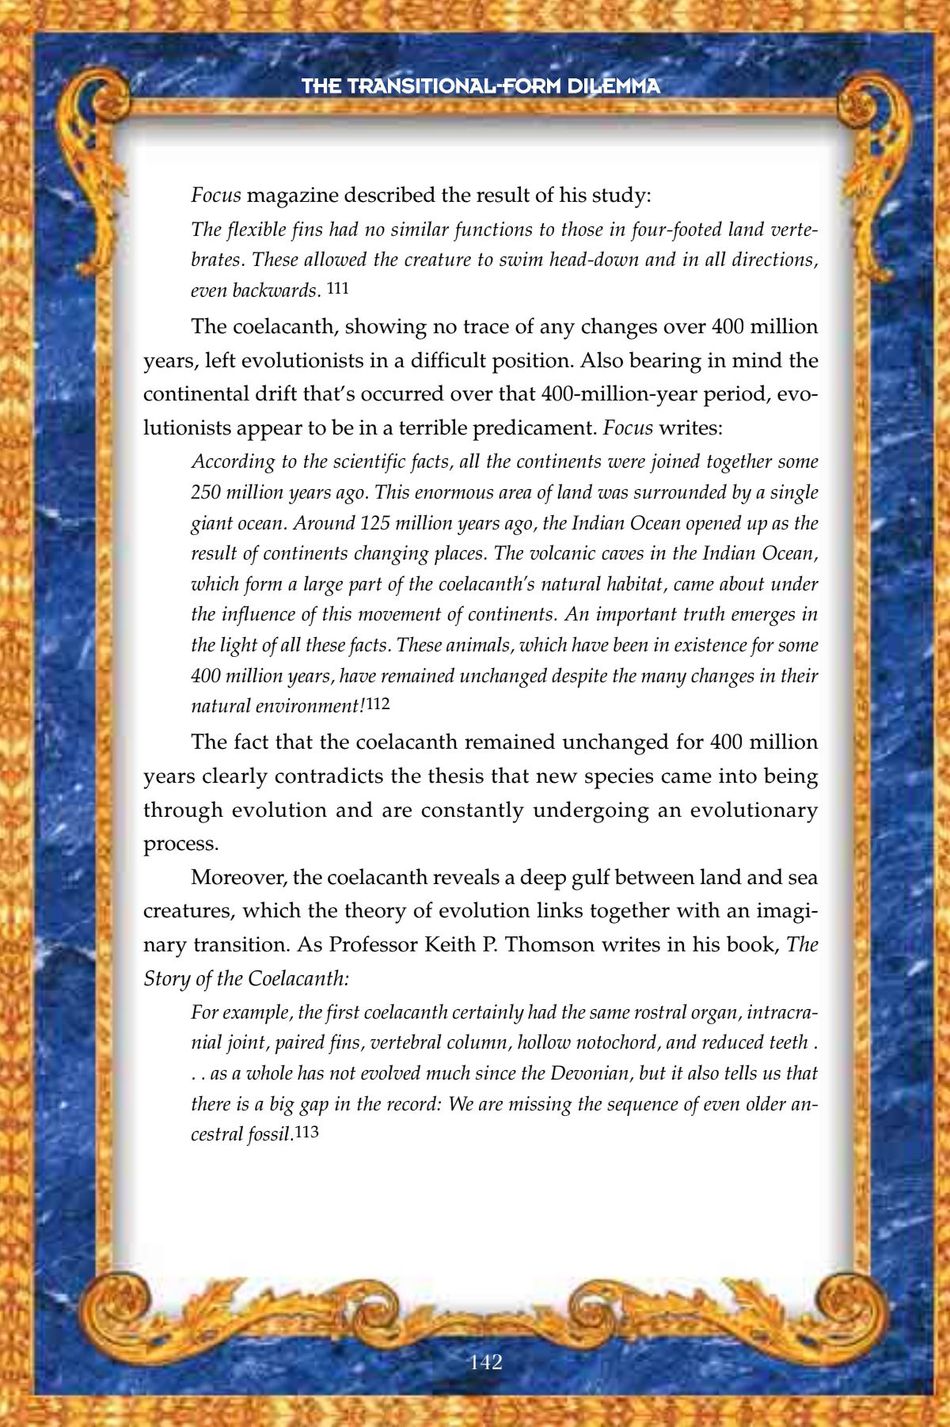 THE TRANSITIONAL-FORM DILEMMA
Focus magazine described the result of his study:
The flexible fins had no similar functions to those in four-footed land verte-
brates. These allowed the creature to swim head-down and in all directions,
even backwards. 111
The coelacanth, showing no trace of any changes over 400 million
years, left evolutionists in a difficult position. Also bearing in mind the
continental drift that's occurred over that 400-million-year period, evo-
lutionists appear to be in a terrible predicament. Focus writes:
According to the scientific facts, all the continents were joined together some
250 million years ago. This enormous area of land was surrounded by a single
giant ocean. Around 125 million years ago, the Indian Ocean opened up as the
result of continents changing places. The volcanic caves in the Indian Ocean,
which form a large part of the coelacanth's natural habitat, came about under
the influence of this movement of continents. An important truth emerges in
the light of all these facts. These animals, which have been in existence for some
400 million years, have remained unchanged despite the many changes in their
natural environment!112
The fact that the coelacanth remained unchanged for 400 million
years clearly contradicts the thesis that new species came into being
through evolution and are constantly undergoing an evolutionary
process.
Moreover, the coelacanth reveals a deep gulf between land and sea
creatures, which the theory of evolution links together with an imagi-
nary transition. As Professor Keith P. Thomson writes in his book, The
Story of the Coelacanth:
For example, the first coelacanth certainly had the same rostral organ, intracra-
nial joint, paired fins, vertebral column, hollow notochord, and reduced teeth .
. . as a whole has not evolved much since the Devonian, but it also tells us that
there is a big gap in the record: We are missing the sequence of even older an-
cestral fossil.113
142